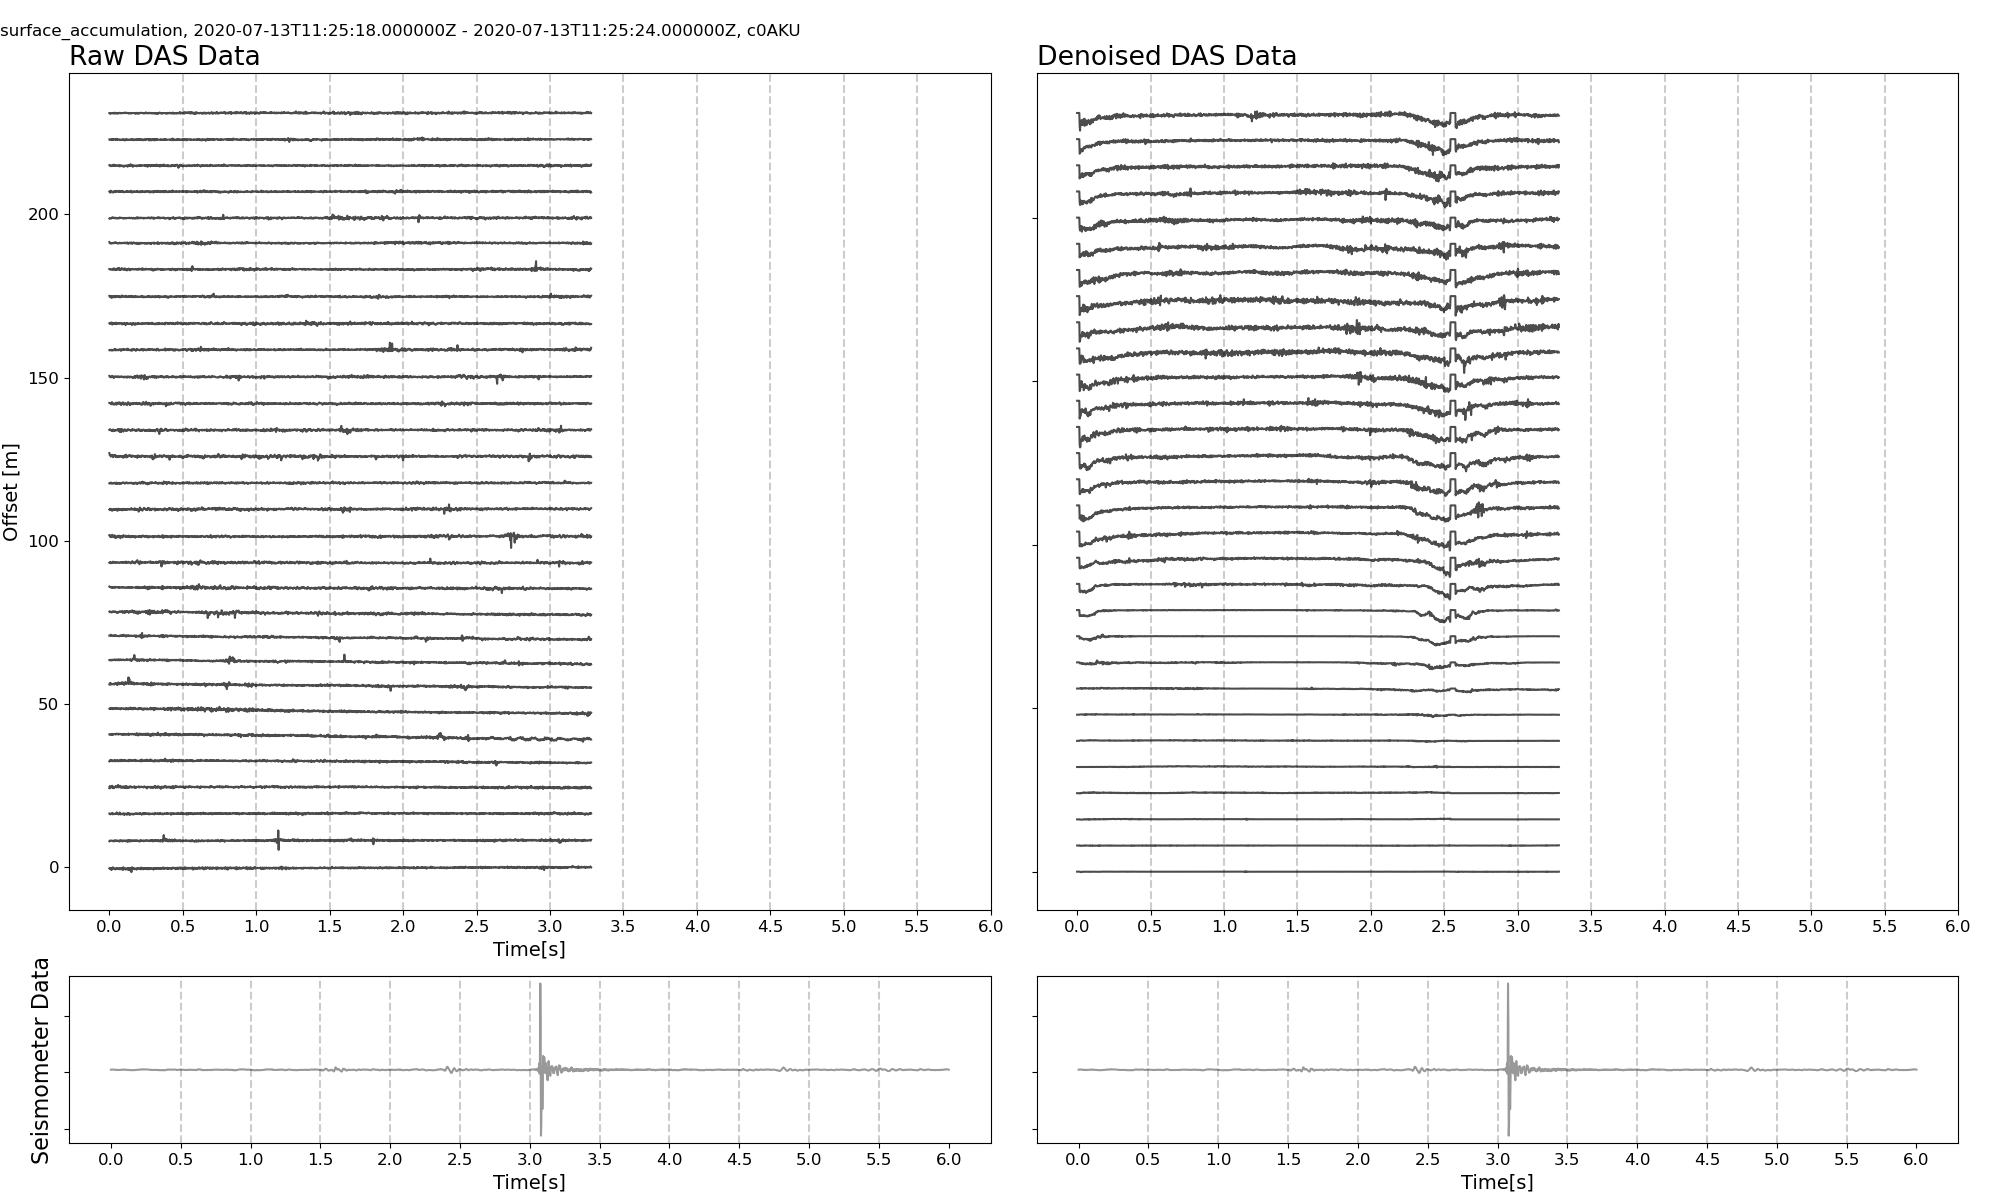 surface_accumulation, 2020-07-13T11:25:18.000000Z - 2020-07-13T11:25:24.000000Z, c0AKU
Raw DAS Data
Denoised DAS Data
200
150
100
50
0
Offset [m]
0.0 0.5 1.0 1.5 2.0 2.5 3.0 3.5 4.0 4.5 5.0 5.5 6.0
Time[s]
0.0 0.5 1.0 1.5 2.0 2.5 3.0 3.5 4.0 4.5 5.0 5.5 6.0
Seismometer Data
0.0 0.5 1.0 1.5 2.0 2.5 3.0 3.5 4.0 4.5 5.0 5.5 6.0
Time[s]
0.0 0.5 1.0 1.5 2.0 2.5 3.0 3.5 4.0 4.5 5.0 5.5 6.0
Time[s]